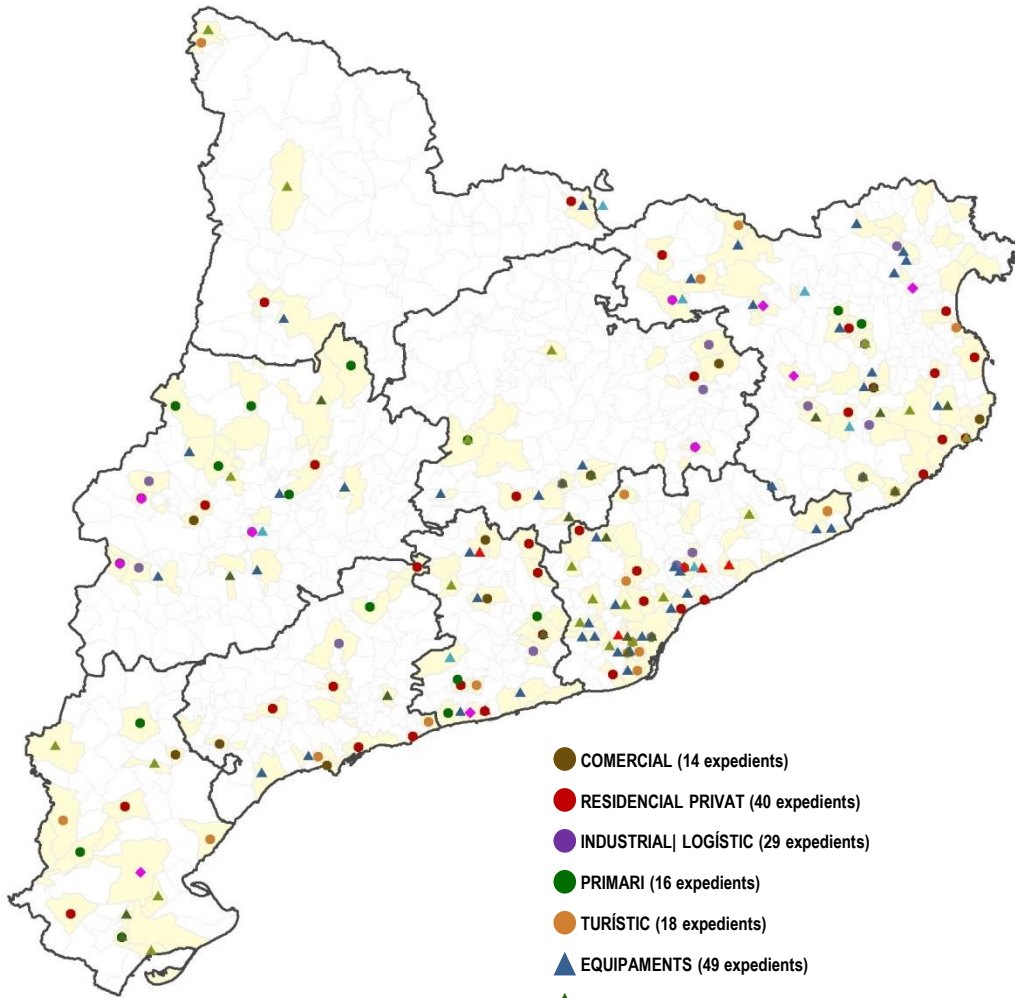 COMERCIAL (14 expedients)
RESIDENCIAL PRIVAT (40 expedients)
INDUSTRIAL| LOGÍSTIC (29 expedients)
PRIMARI (16 expedients)
TURÍSTIC (18 expedients)
EQUIPAMENTS (49 expedients)